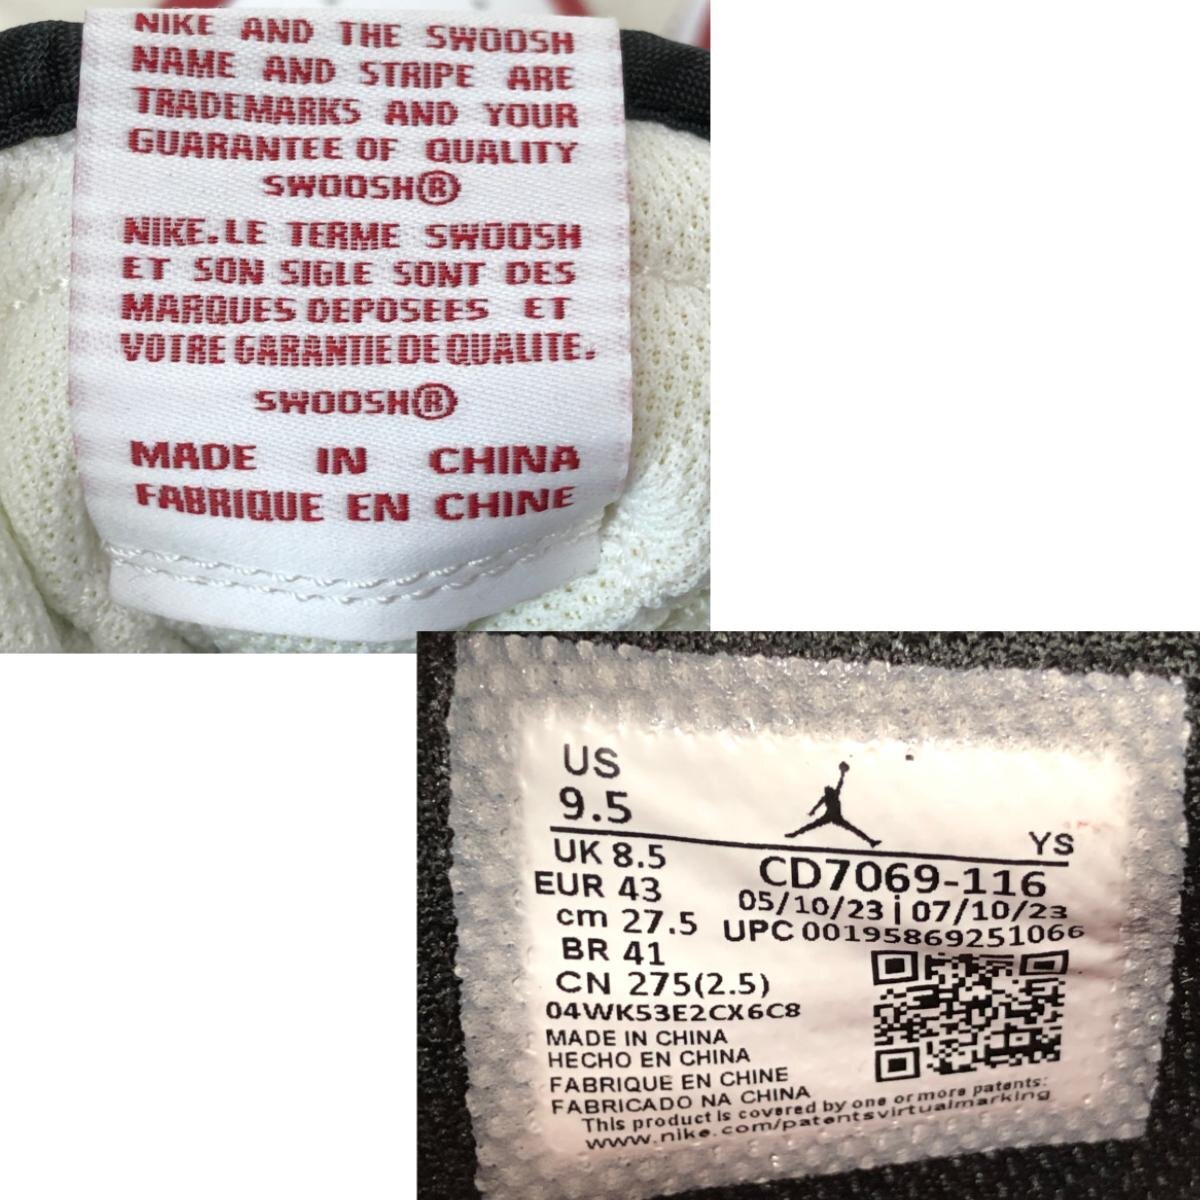 NIKE AND THE SWOOSH
NAME AND STRIPE ARE
TRADEMARKS AND YOUR
GUARANTEE OF QUALITY
SWOOSH®
NIKE.LE TERME SWOOSH
ET SON SIGLE SONT DES
MARQUES DEPOSEES ET
VOTRE GARANTIE DE QUALITE.
SWOOSH®
MADE IN CHINA
FABRIQUE EN CHINE
US
9.5
YS
UK 8.5
CD7069-116
EUR 43
05/10/23 | 07/10/23
cm 27.5
UPC 00195869251066
BR 41
CN 275(2.5)
04WK53E2CX6C8
MADE IN CHINA
HECHO EN CHINA
FABRIQUE EN CHINE
FABRICADO NA CHINA
This product is covered by one or more patents:
www.nike.com/patentsvirtualmarking